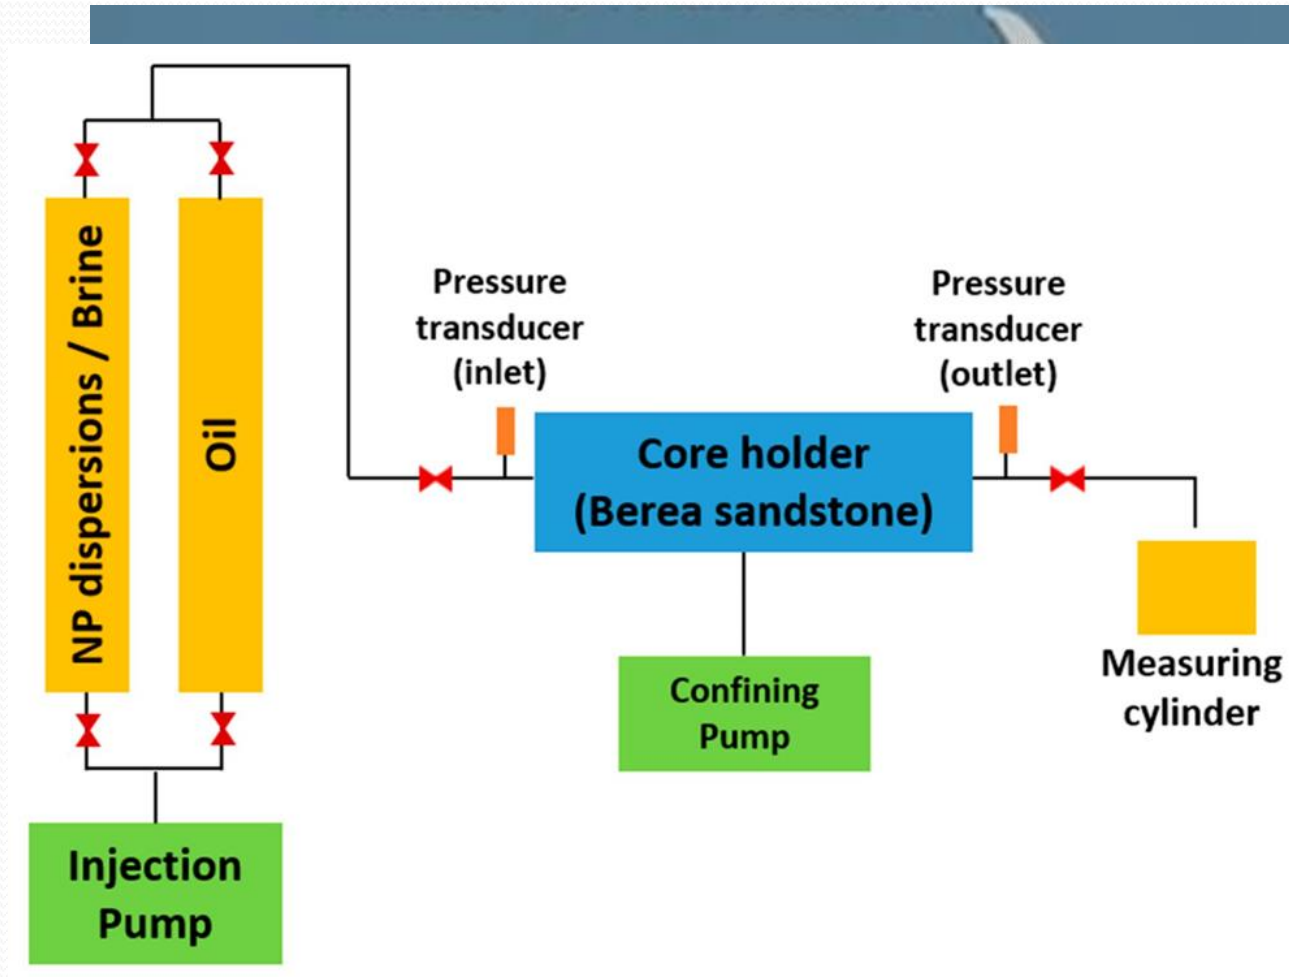 NP dispersions / Brine
Oil
Pressure
transducer
(inlet)
Pressure
transducer
(outlet)
Core holder
(Berea sandstone)
Confining
Pump
Measuring
cylinder
Injection
Pump